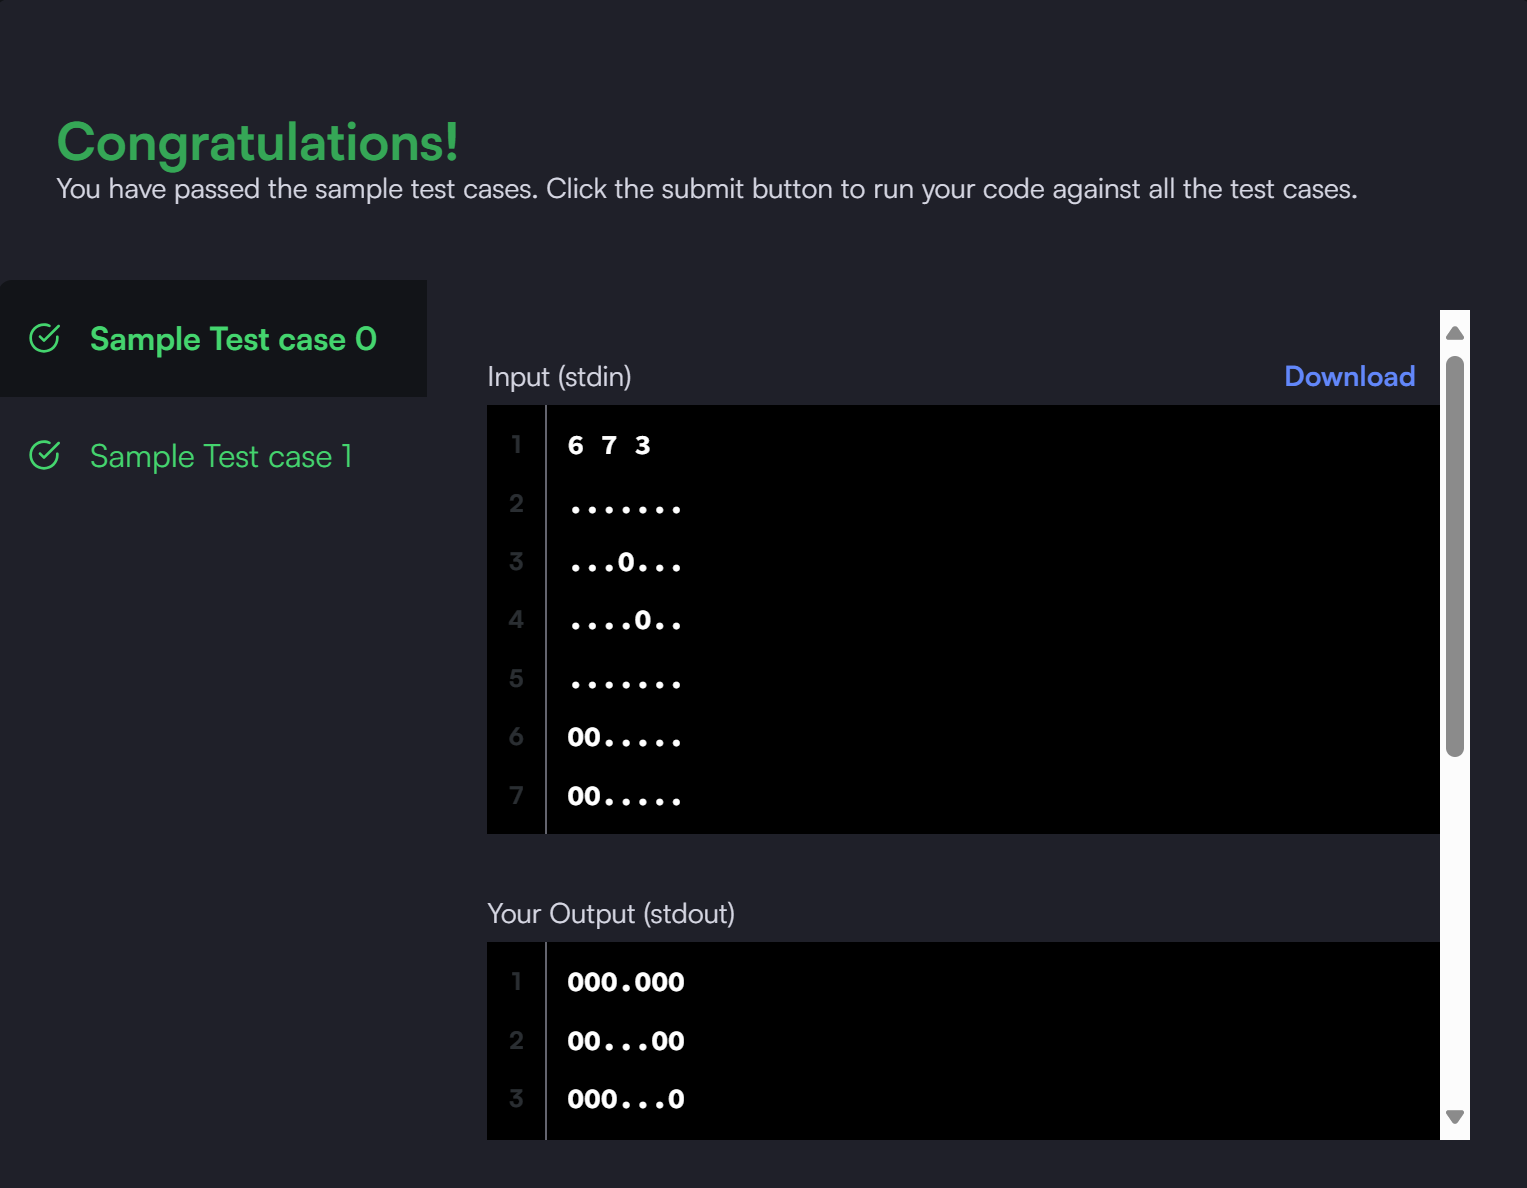 Congratulations!
You have passed the sample test cases. Click the submit button to run your code against all the test cases.
Sample Test case 0
Sample Test case 1
Input (stdin)
Download
1 6 7 3
2 .......
3 ...O...
4 ....O..
5 .......
6 OO.....
7 OO.....
Your Output (stdout)
1 OOO.OOO
2 OO...OO
3 OOO...O